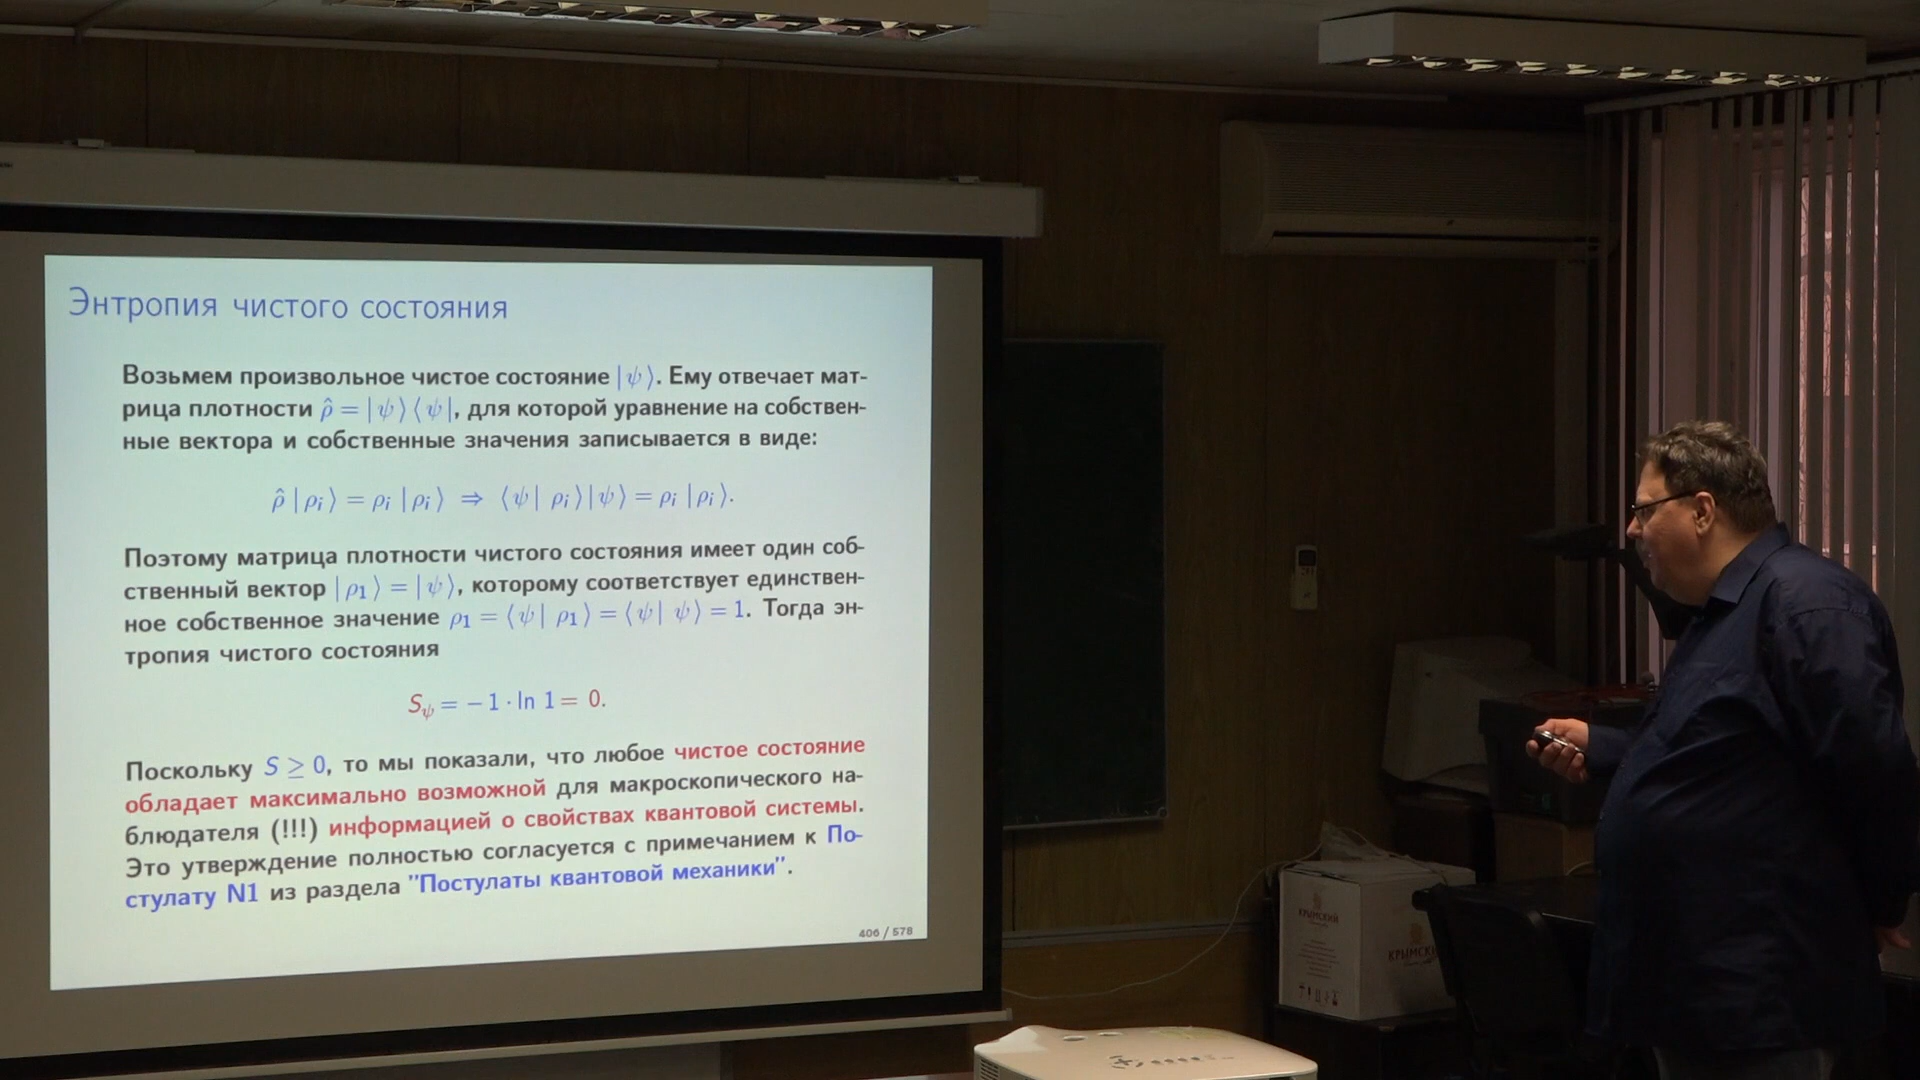 Энтропия чистого состояния
Возьмем произвольное чистое состояние |ψ⟩. Ему отвечает мат-
рица плотности ρ̂ = |ψ⟩⟨ψ|, для которой уравнение на собствен-
ные вектора и собственные значения записывается в виде:
ρ̂ |ρi⟩ = ρi |ρi⟩ ⇒ ⟨ψ| ρi⟩|ψ⟩ = ρi |ρi⟩.
Поэтому матрица плотности чистого состояния имеет один соб-
ственный вектор |ρ1⟩ = |ψ⟩, которому соответствует единствен-
ное собственное значение ρ1 = ⟨ψ| ρ1⟩ = ⟨ψ| ψ⟩ = 1. Тогда эн-
тропия чистого состояния
Sψ = − 1 · ln 1 = 0.
Поскольку S ≥ 0, то мы показали, что любое чистое состояние
обладает максимально возможной для макроскопического на-
блюдателя (!!!) информацией о свойствах квантовой системы.
Это утверждение полностью согласуется с примечанием к По-
стулату N1 из раздела "Постулаты квантовой механики".
406 / 578
КРЫМСКИЙ
КРЫМСКИ